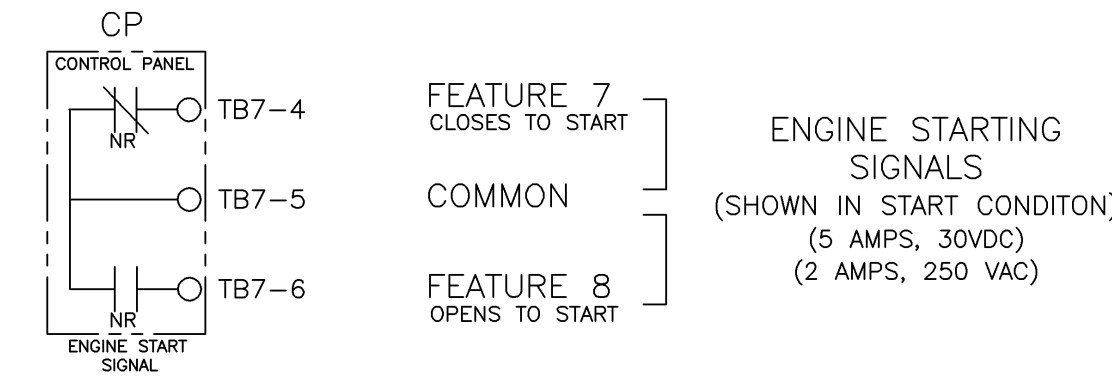 CP
CONTROL PANEL
NR
TB7-4
TB7-5
NR
TB7-6
ENGINE START
SIGNAL
FEATURE 7
CLOSES TO START
COMMON
FEATURE 8
OPENS TO START
ENGINE STARTING
SIGNALS
(SHOWN IN START CONDITON)
(5 AMPS, 30VDC)
(2 AMPS, 250 VAC)